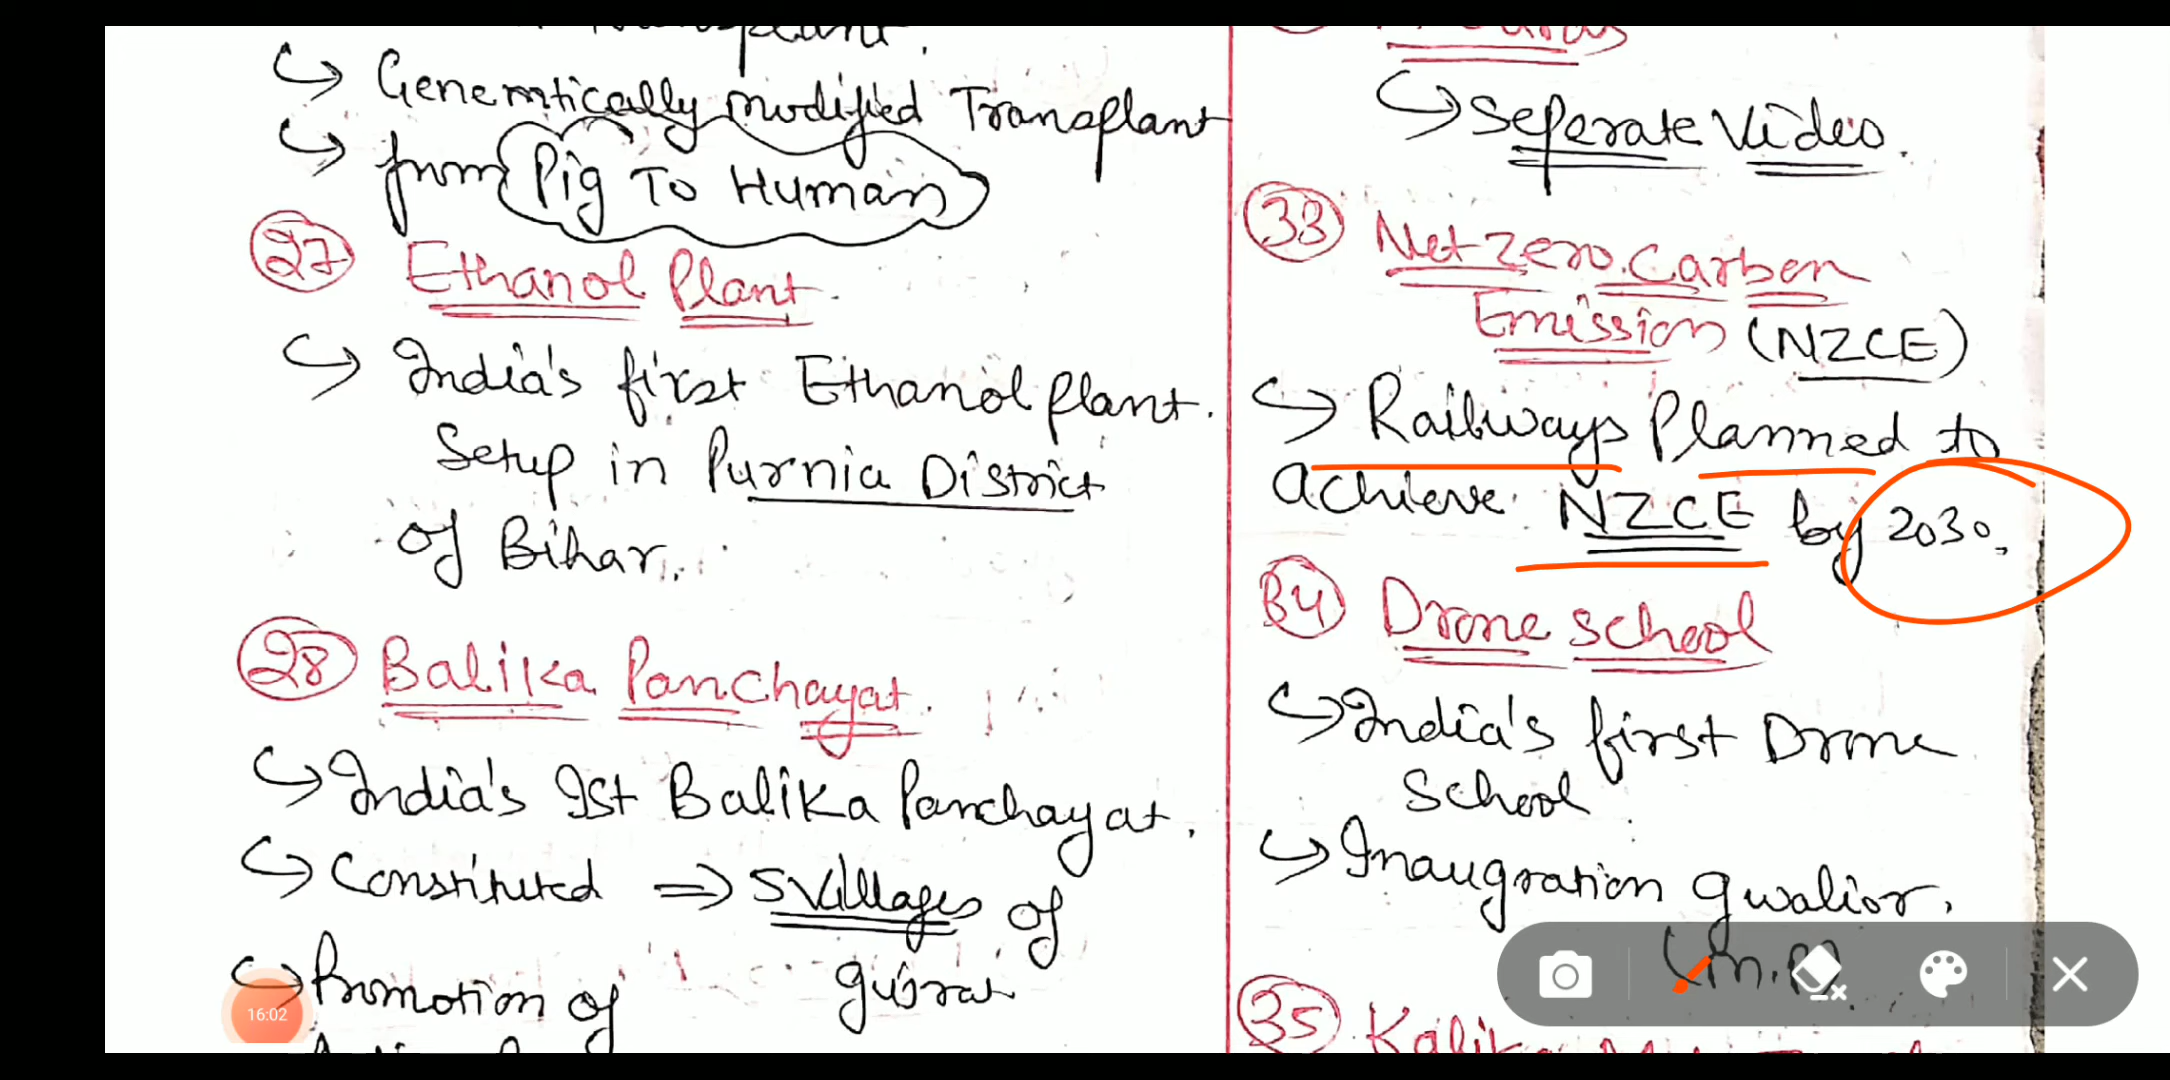 ↪ Genemtically modified Transplant
↪ from Pig To Human
27 Ethanol Plant.
↪ India's first Ethanol Plant.
Setup in Purnia District
of Bihar.
28 Balika Panchayat.
↪ India's Ist Balika Panchayat.
↪ Constituted ⇒ 5 Villages of
gujrat
↪ Promotion of
16:02
↪ Seperate Video.
33 Net Zero Carbon
Emission (NZCE)
↪ Railways Planned to
achieve NZCE by 2030.
34 Drone School
↪ India's first Drone
School
↪ Inaugration gwalior.
35 Kalika